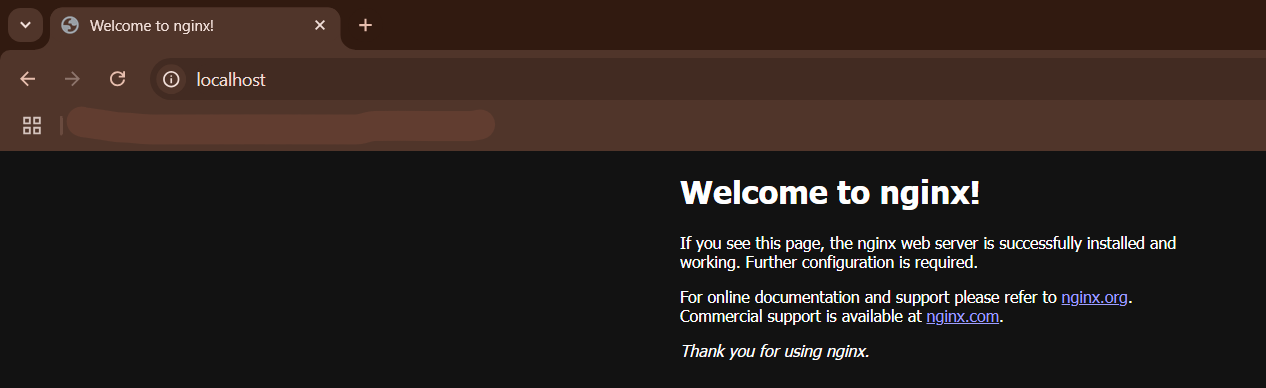 Welcome to nginx!
localhost
Welcome to nginx!
If you see this page, the nginx web server is successfully installed and
working. Further configuration is required.
For online documentation and support please refer to nginx.org.
Commercial support is available at nginx.com.
Thank you for using nginx.